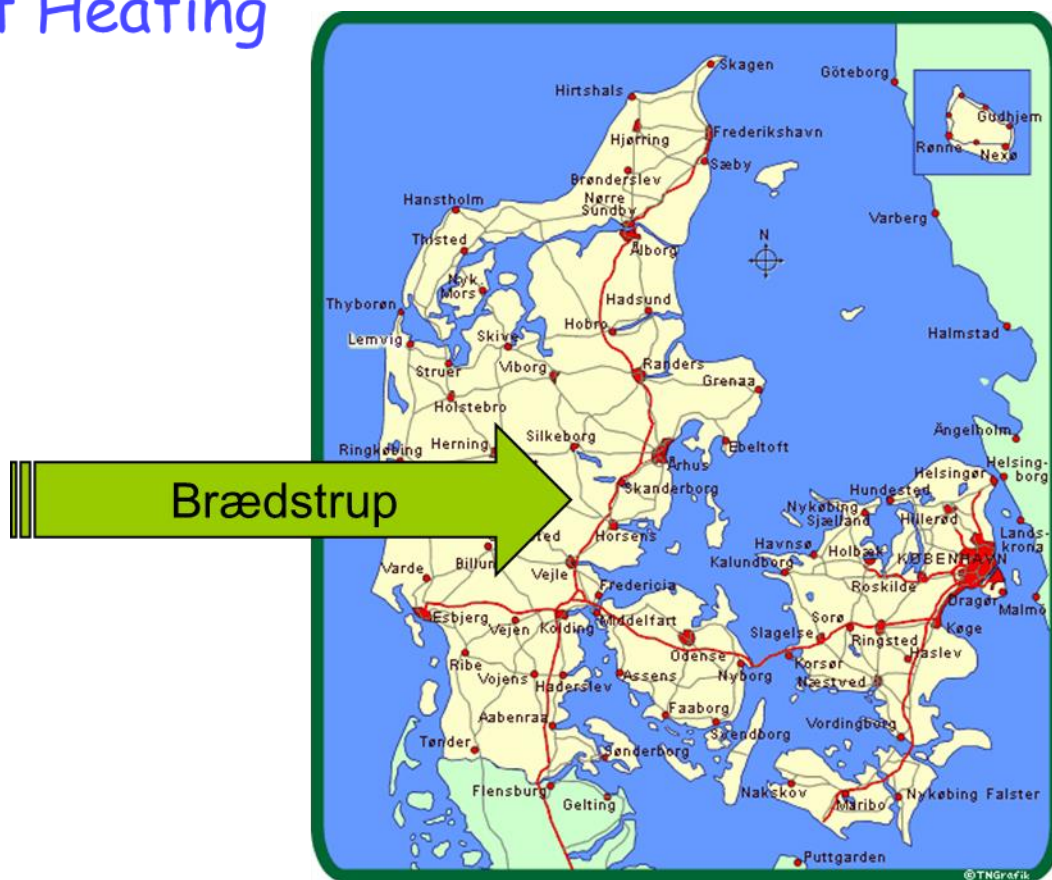 Heating
Skagen
Göteborg
Hirtshals
Gudhjem
Hjørring
Frederikshavn
Rønne
Nexø
Sæby
Brønderslev
Hanstholm
Nørre
Sundby
Varberg
Thisted
N
Ålborg
Nyk.
Mors
Hadsund
Thyborøn
Hobro
Halmstad
Lemvig
Skive
Struer
Viborg
Randers
Grenaa
Holstebro
Ängelholm
Ringkøbing
Herning
Silkeborg
Ebeltoft
Århus
Helsingør
Helsing-
borg
Skanderborg
Hundested
Brædstrup
Nykøbing
Sjælland
Hillerød
Lands-
krona
Horsens
Havnsø
Holbæk
KØBENHAVN
Varde
Vejle
Kalundborg
Fredericia
Roskilde
Dragør
Malmö
Esbjerg
Vejen
Kolding
Middelfart
Sorø
Køge
Slagelse
Ringsted
Odense
Haslev
Ribe
Korsør
Vojens
Haderslev
Assens
Nyborg
Næstved
Faaborg
Aabenraa
Svendborg
Vordingborg
Tønder
Sønderborg
Flensburg
Gelting
Nakskov
Maribo
Nykøbing Falster
Puttgarden
©TNGrafik